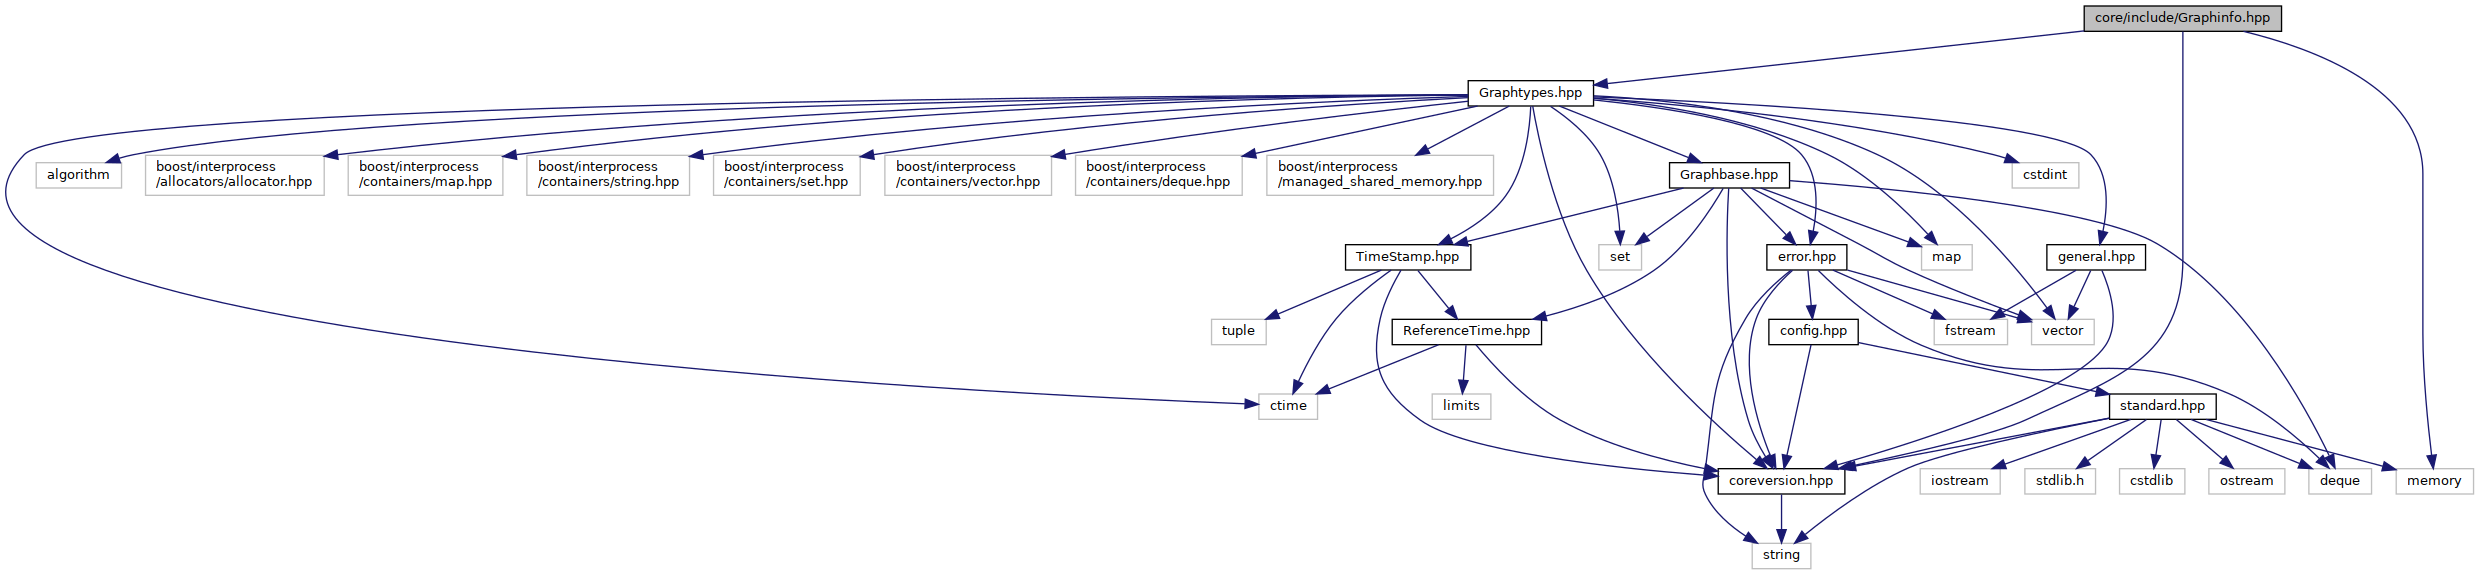 core/include/Graphinfo.hpp
Graphtypes.hpp
algorithm
boost/interprocess
/allocators/allocator.hpp
boost/interprocess
/containers/map.hpp
boost/interprocess
/containers/string.hpp
boost/interprocess
/containers/set.hpp
boost/interprocess
/containers/vector.hpp
boost/interprocess
/containers/deque.hpp
boost/interprocess
/managed_shared_memory.hpp
Graphbase.hpp
cstdint
TimeStamp.hpp
set
error.hpp
map
general.hpp
tuple
ReferenceTime.hpp
config.hpp
fstream
vector
ctime
limits
standard.hpp
coreversion.hpp
iostream
stdlib.h
cstdlib
ostream
deque
memory
string